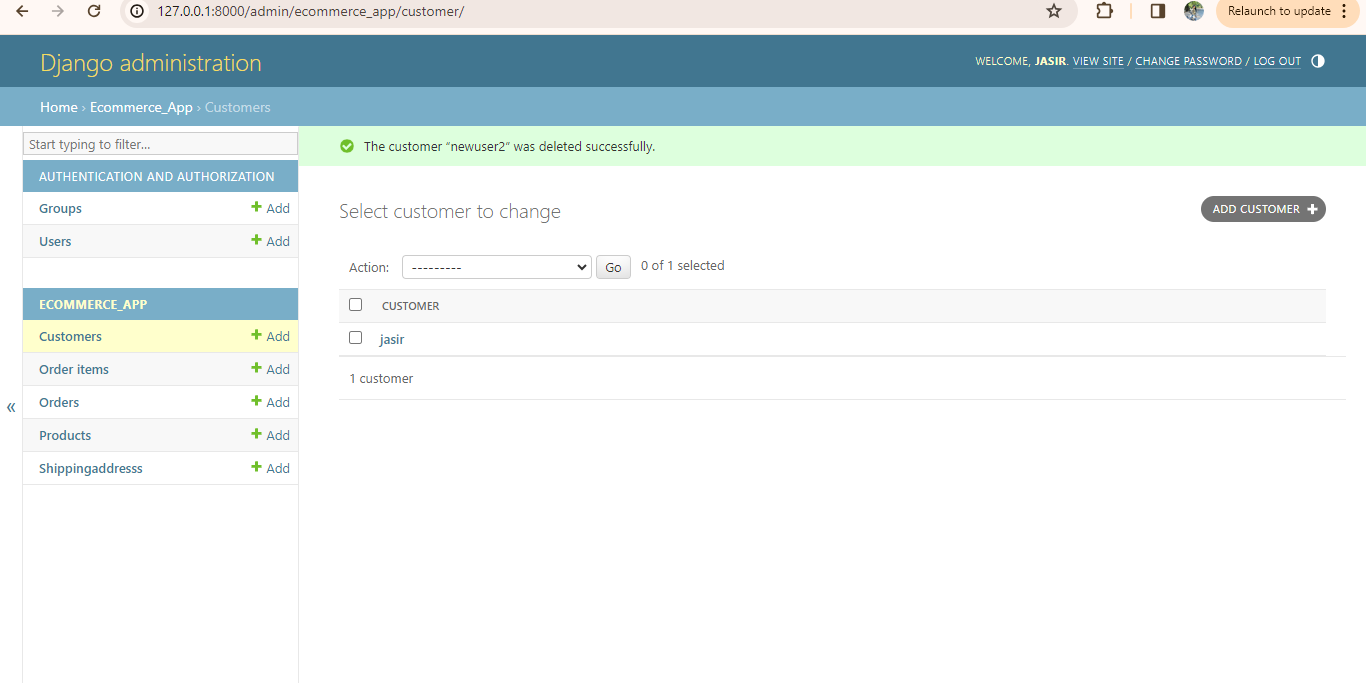 127.0.0.1:8000/admin/ecommerce_app/customer/
Relaunch to update
Django administration
WELCOME, JASIR. VIEW SITE / CHANGE PASSWORD / LOG OUT
Home › Ecommerce_App › Customers
Start typing to filter...
AUTHENTICATION AND AUTHORIZATION
Groups Add
Users Add
ECOMMERCE_APP
Customers Add
Order items Add
Orders Add
Products Add
Shippingaddresss Add
«
The customer “newuser2” was deleted successfully.
Select customer to change
ADD CUSTOMER
Action: --------- Go 0 of 1 selected
CUSTOMER
jasir
1 customer